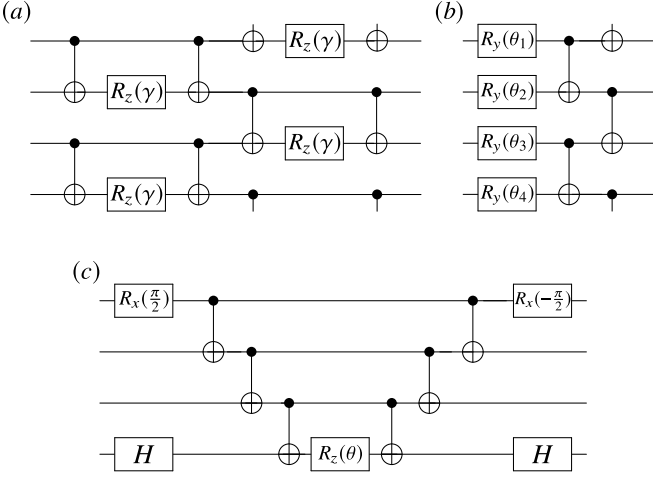 (a) (b)
R_z(γ) R_y(θ_1)
R_z(γ) R_y(θ_2)
R_z(γ) R_y(θ_3)
R_z(γ) R_y(θ_4)
(c)
R_x(π/2) R_x(−π/2)
H R_z(θ) H